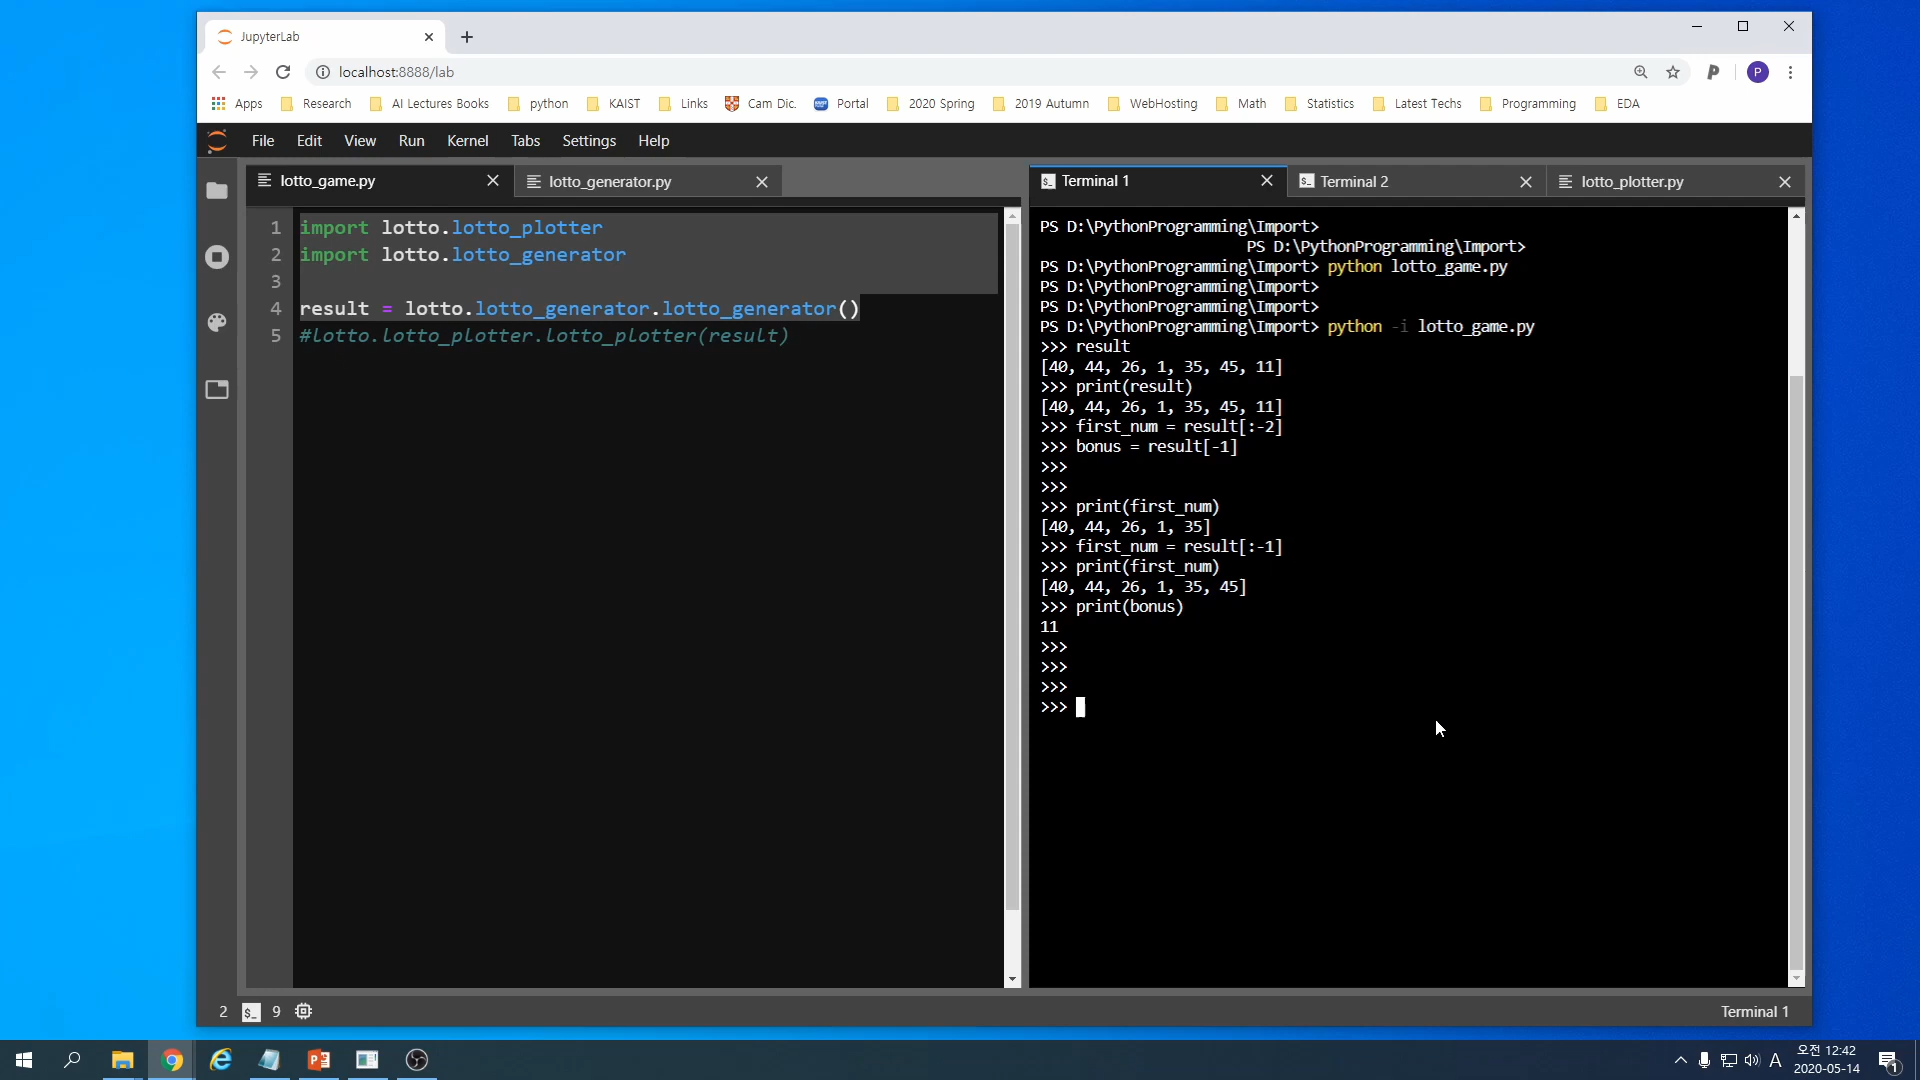 JupyterLab
localhost:8888/lab
P
Apps Research AI Lectures Books python KAIST Links Cam Dic. Portal 2020 Spring 2019 Autumn WebHosting Math Statistics Latest Techs Programming EDA
File Edit View Run Kernel Tabs Settings Help
lotto_game.py lotto_generator.py
1 import lotto.lotto_plotter
2 import lotto.lotto_generator
3
4 result = lotto.lotto_generator.lotto_generator()
5 #lotto.lotto_plotter.lotto_plotter(result)
Terminal 1 Terminal 2 lotto_plotter.py
PS D:\PythonProgramming\Import>
PS D:\PythonProgramming\Import>
PS D:\PythonProgramming\Import> python lotto_game.py
PS D:\PythonProgramming\Import>
PS D:\PythonProgramming\Import>
PS D:\PythonProgramming\Import> python -i lotto_game.py
>>> result
[40, 44, 26, 1, 35, 45, 11]
>>> print(result)
[40, 44, 26, 1, 35, 45, 11]
>>> first_num = result[:-2]
>>> bonus = result[-1]
>>>
>>>
>>> print(first_num)
[40, 44, 26, 1, 35]
>>> first_num = result[:-1]
>>> print(first_num)
[40, 44, 26, 1, 35, 45]
>>> print(bonus)
11
>>>
>>>
>>>
>>>
2 $_ 9 Terminal 1
A 오전 12:42
2020-05-14
1